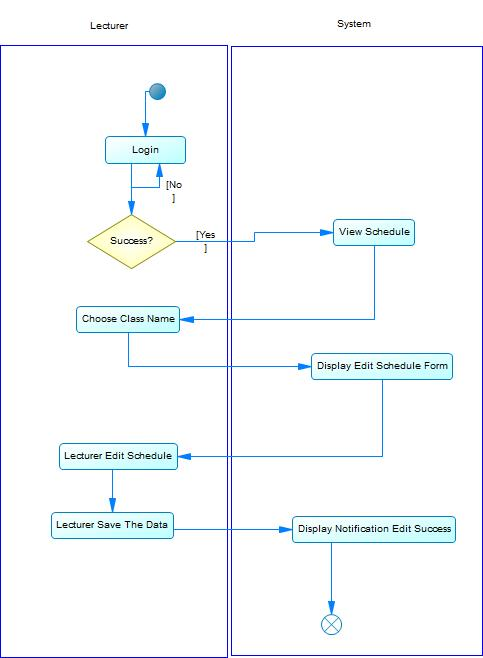 Lecturer
System
Login
[No
]
Success?
[Yes
]
View Schedule
Choose Class Name
Display Edit Schedule Form
Lecturer Edit Schedule
Lecturer Save The Data
Display Notification Edit Success